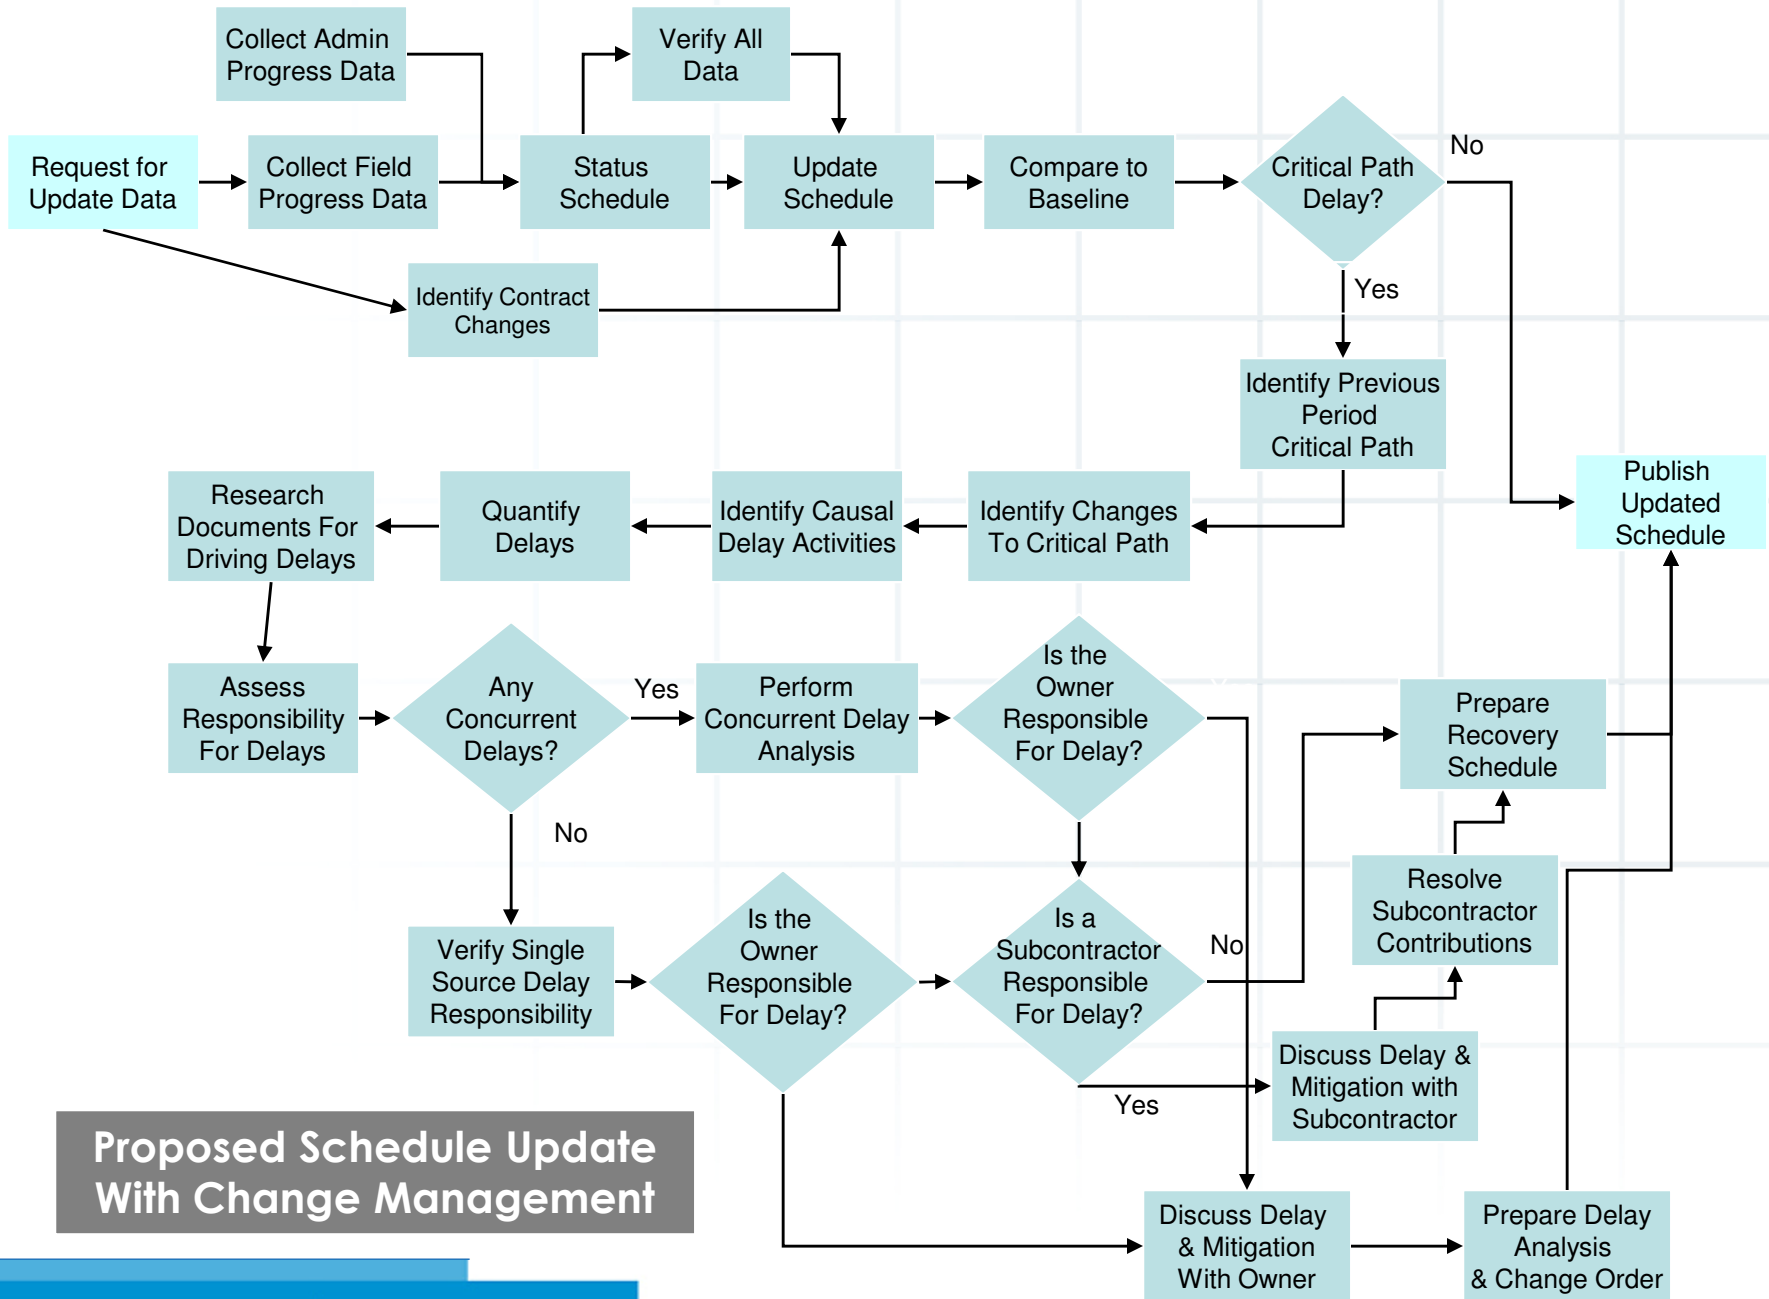 Collect Admin
Progress Data
Verify All
Data
Request for
Update Data
Collect Field
Progress Data
Status
Schedule
Update
Schedule
Compare to
Baseline
Critical Path
Delay?
No
Identify Contract
Changes
Yes
Identify Previous
Period
Critical Path
Research
Documents For
Driving Delays
Quantify
Delays
Identify Causal
Delay Activities
Identify Changes
To Critical Path
Publish
Updated
Schedule
Assess
Responsibility
For Delays
Any
Concurrent
Delays?
Yes
Perform
Concurrent Delay
Analysis
Is the
Owner
Responsible
For Delay?
Prepare
Recovery
Schedule
No
Resolve
Subcontractor
Contributions
Verify Single
Source Delay
Responsibility
Is the
Owner
Responsible
For Delay?
Is a
Subcontractor
Responsible
For Delay?
No
Discuss Delay &
Mitigation with
Subcontractor
Yes
Proposed Schedule Update
With Change Management
Discuss Delay
& Mitigation
With Owner
Prepare Delay
Analysis
& Change Order